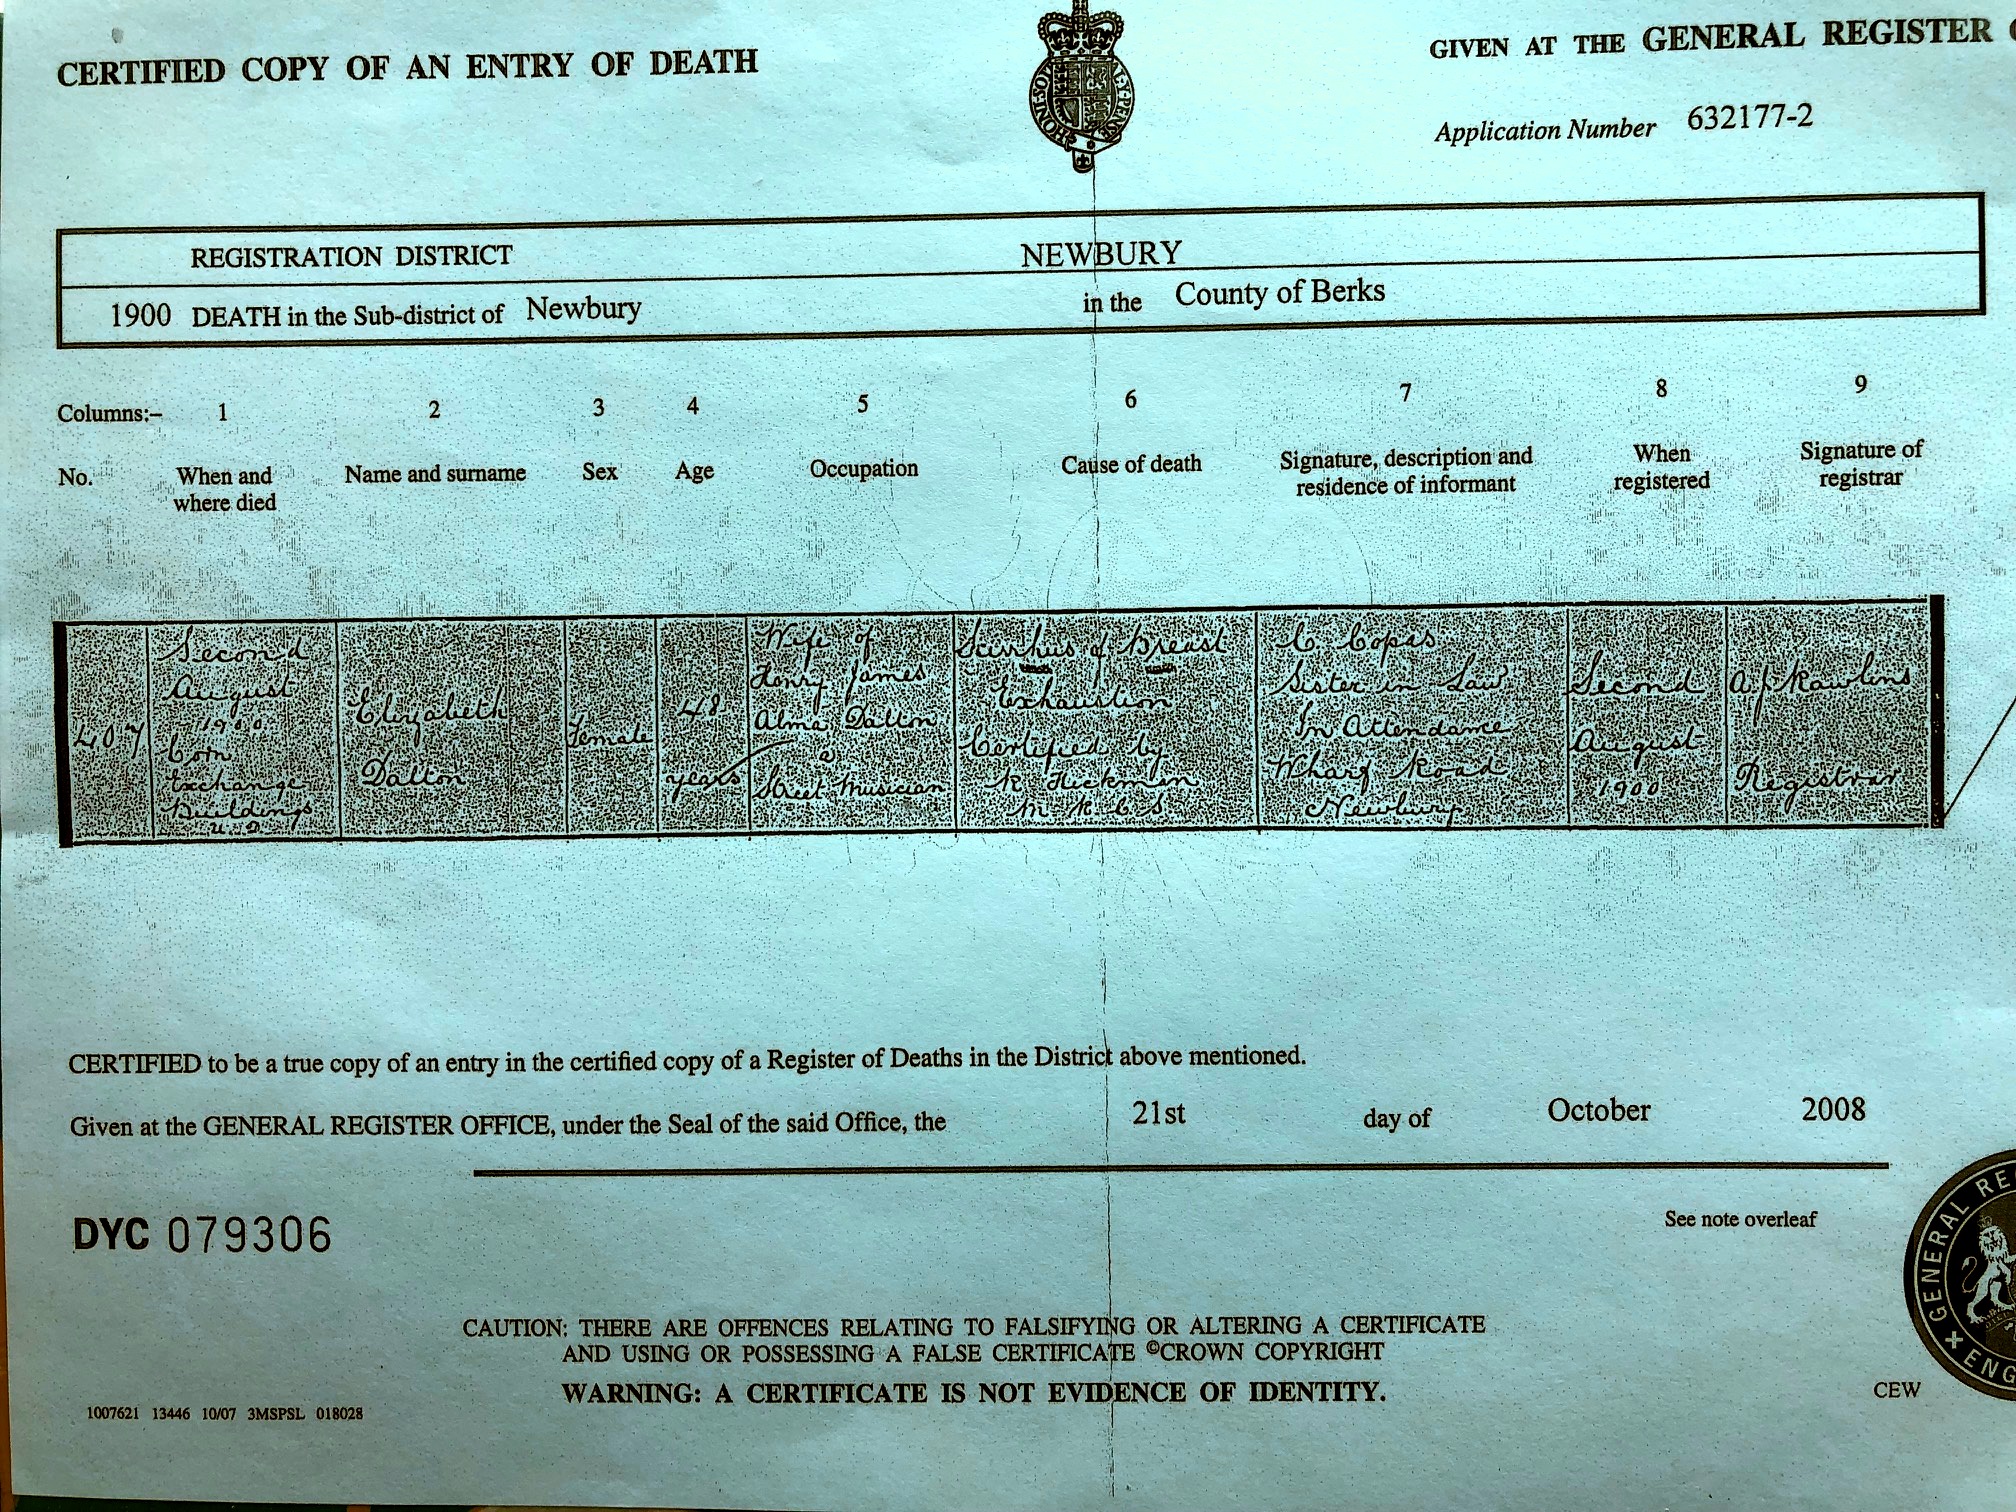 CERTIFIED COPY OF AN ENTRY OF DEATH
GIVEN AT THE GENERAL REGISTER
Application Number 632177-2
REGISTRATION DISTRICT NEWBURY
1900 DEATH in the Sub-district of Newbury in the County of Berks
Columns:– 1 2 3 4 5 6 7 8 9
No. When and where died
Name and surname
Sex
Age
Occupation
Cause of death
Signature, description and
residence of informant
When
registered
Signature of
registrar
407
Second
August
1900
Corn
Exchange
Buildings
U.D.
Elizabeth
Dalton
Female
48
years
Wife of
Henry James
Alma Dalton
a
Street Musician
Scirrhus of Breast
Exhaustion
Certified by
R Hickman
M R C S
C. Copas
Sister in Law
In Attendance
Wharf Road
Newbury
Second
August
1900
A J Rawlins
Registrar
CERTIFIED to be a true copy of an entry in the certified copy of a Register of Deaths in the District above mentioned.
Given at the GENERAL REGISTER OFFICE, under the Seal of the said Office, the 21st day of October 2008
DYC 079306
See note overleaf
GENERAL RE
ENG
CAUTION: THERE ARE OFFENCES RELATING TO FALSIFYING OR ALTERING A CERTIFICATE
AND USING OR POSSESSING A FALSE CERTIFICATE ©CROWN COPYRIGHT
WARNING: A CERTIFICATE IS NOT EVIDENCE OF IDENTITY.
CEW
1007621 13446 10/07 3MSPSL 018028